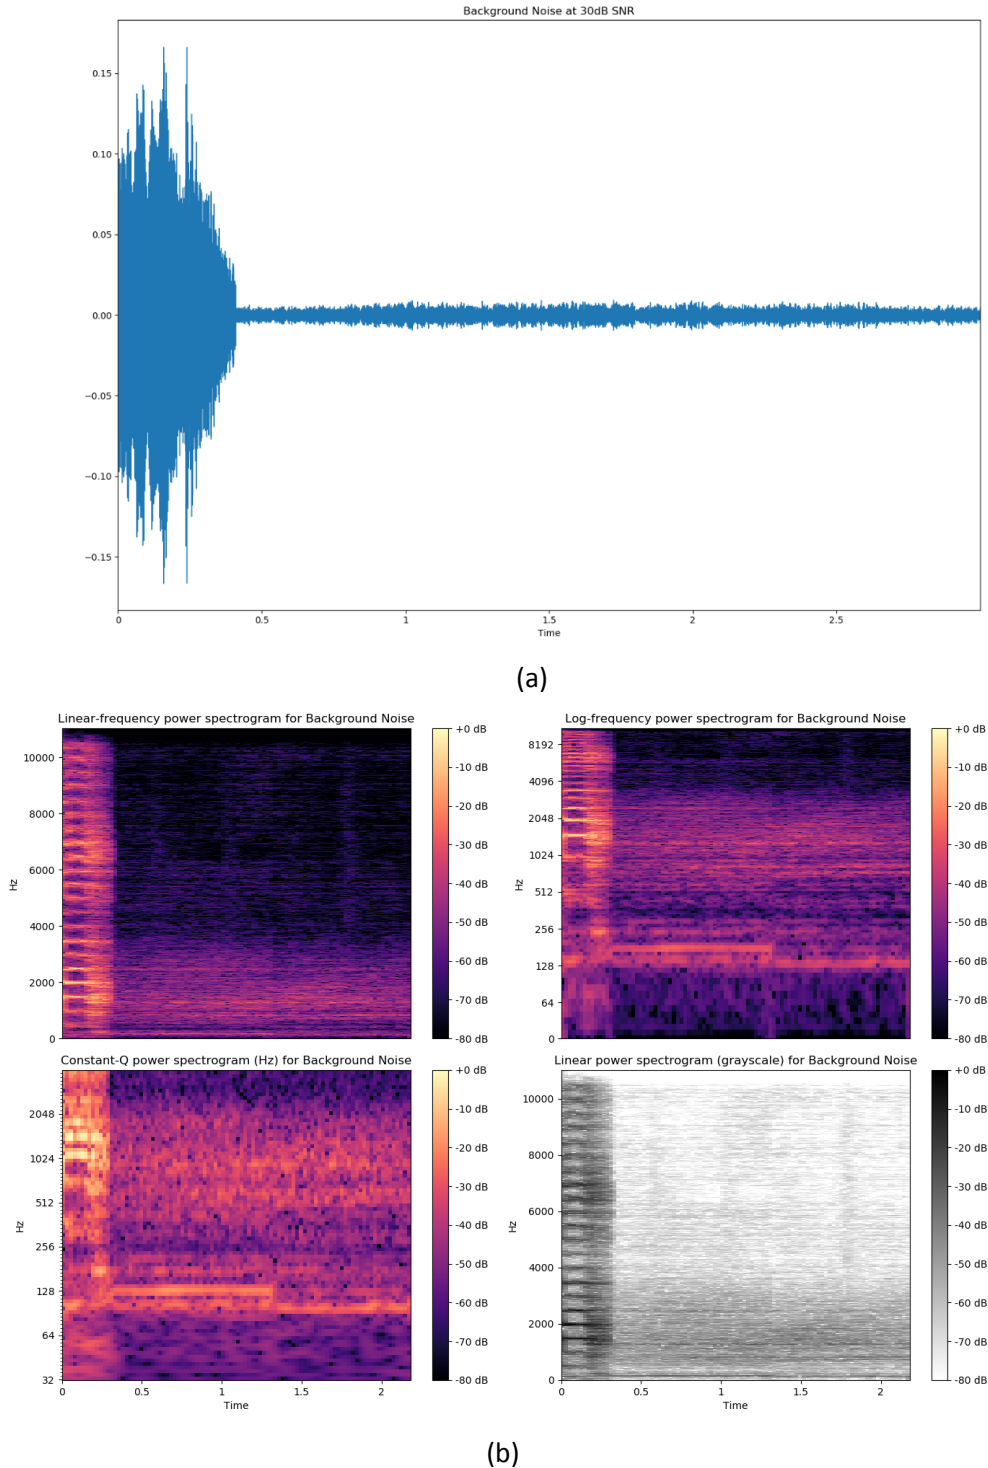 Background Noise at 30dB SNR
0.15
0.10
0.05
0.00
−0.05
−0.10
−0.15
0 0.5 1 1.5 2 2.5
Time
(a)
Linear-frequency power spectrogram for Background Noise
10000
8000
6000
4000
2000
0
Hz
+0 dB
-10 dB
-20 dB
-30 dB
-40 dB
-50 dB
-60 dB
-70 dB
-80 dB
Log-frequency power spectrogram for Background Noise
8192
4096
2048
1024
512
256
128
64
0
Hz
+0 dB
-10 dB
-20 dB
-30 dB
-40 dB
-50 dB
-60 dB
-70 dB
-80 dB
Constant-Q power spectrogram (Hz) for Background Noise
2048
1024
512
256
128
64
32
Hz
0 0.5 1 1.5 2
Time
+0 dB
-10 dB
-20 dB
-30 dB
-40 dB
-50 dB
-60 dB
-70 dB
-80 dB
Linear power spectrogram (grayscale) for Background Noise
10000
8000
6000
4000
2000
0
Hz
0 0.5 1 1.5 2
Time
+0 dB
-10 dB
-20 dB
-30 dB
-40 dB
-50 dB
-60 dB
-70 dB
-80 dB
(b)